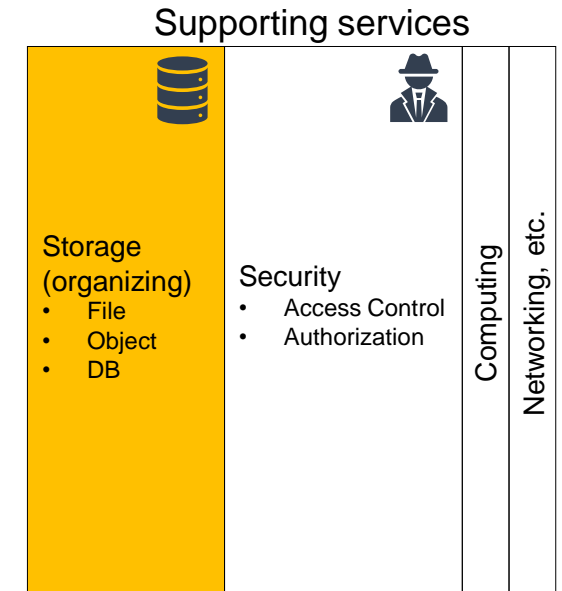 Supporting services
Storage
(organizing)
• File
• Object
• DB
Security
• Access Control
• Authorization
Computing
Networking, etc.